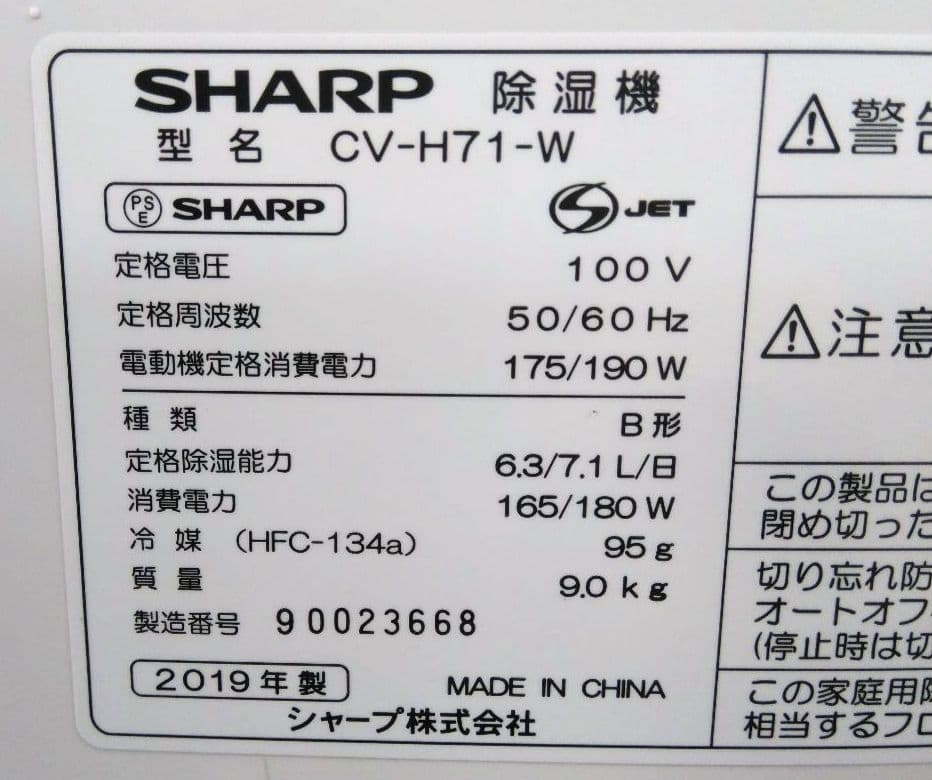 SHARP 除湿機
型名 CV-H71-W
PS E SHARP
S JET
定格電圧 100 V
定格周波数 50/60 Hz
電動機定格消費電力 175/190 W
種類 B形
定格除湿能力 6.3/7.1 L/日
消費電力 165/180 W
冷媒 (HFC-134a) 95 g
質量 9.0 kg
製造番号 90023668
2019年製 MADE IN CHINA
シャープ株式会社
警告
注意
この製品は
閉め切った
切り忘れ防
オートオフ
(停止時は切
この家庭用除
相当するフロ